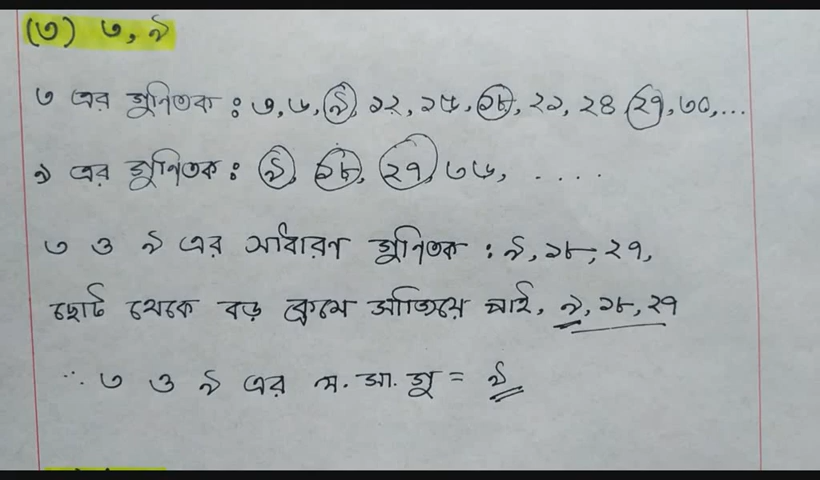 (৩) ৩, ৯
৩ এর গুনিতক : ৩, ৬, ৯, ১২, ১৫, ১৮, ২১, ২৪ ২৭, ৩০, ...
৯ এর গুনিতক : ৯, ১৮, ২৭, ৩৬, ....
৩ ও ৯ এর সাধারণ গুনিতক : ৯, ১৮, ২৭,
ছোট থেকে বড় ক্রমে সাজিয়ে পাই, ৯, ১৮, ২৭
∴ ৩ ও ৯ এর ল. সা. গু = ৯